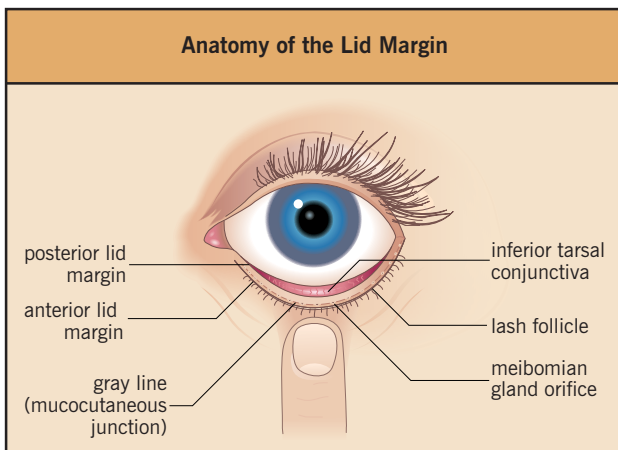 Anatomy of the Lid Margin
posterior lid
margin
anterior lid
margin
gray line
(mucocutaneous
junction)
inferior tarsal
conjunctiva
lash follicle
meibomian
gland orifice